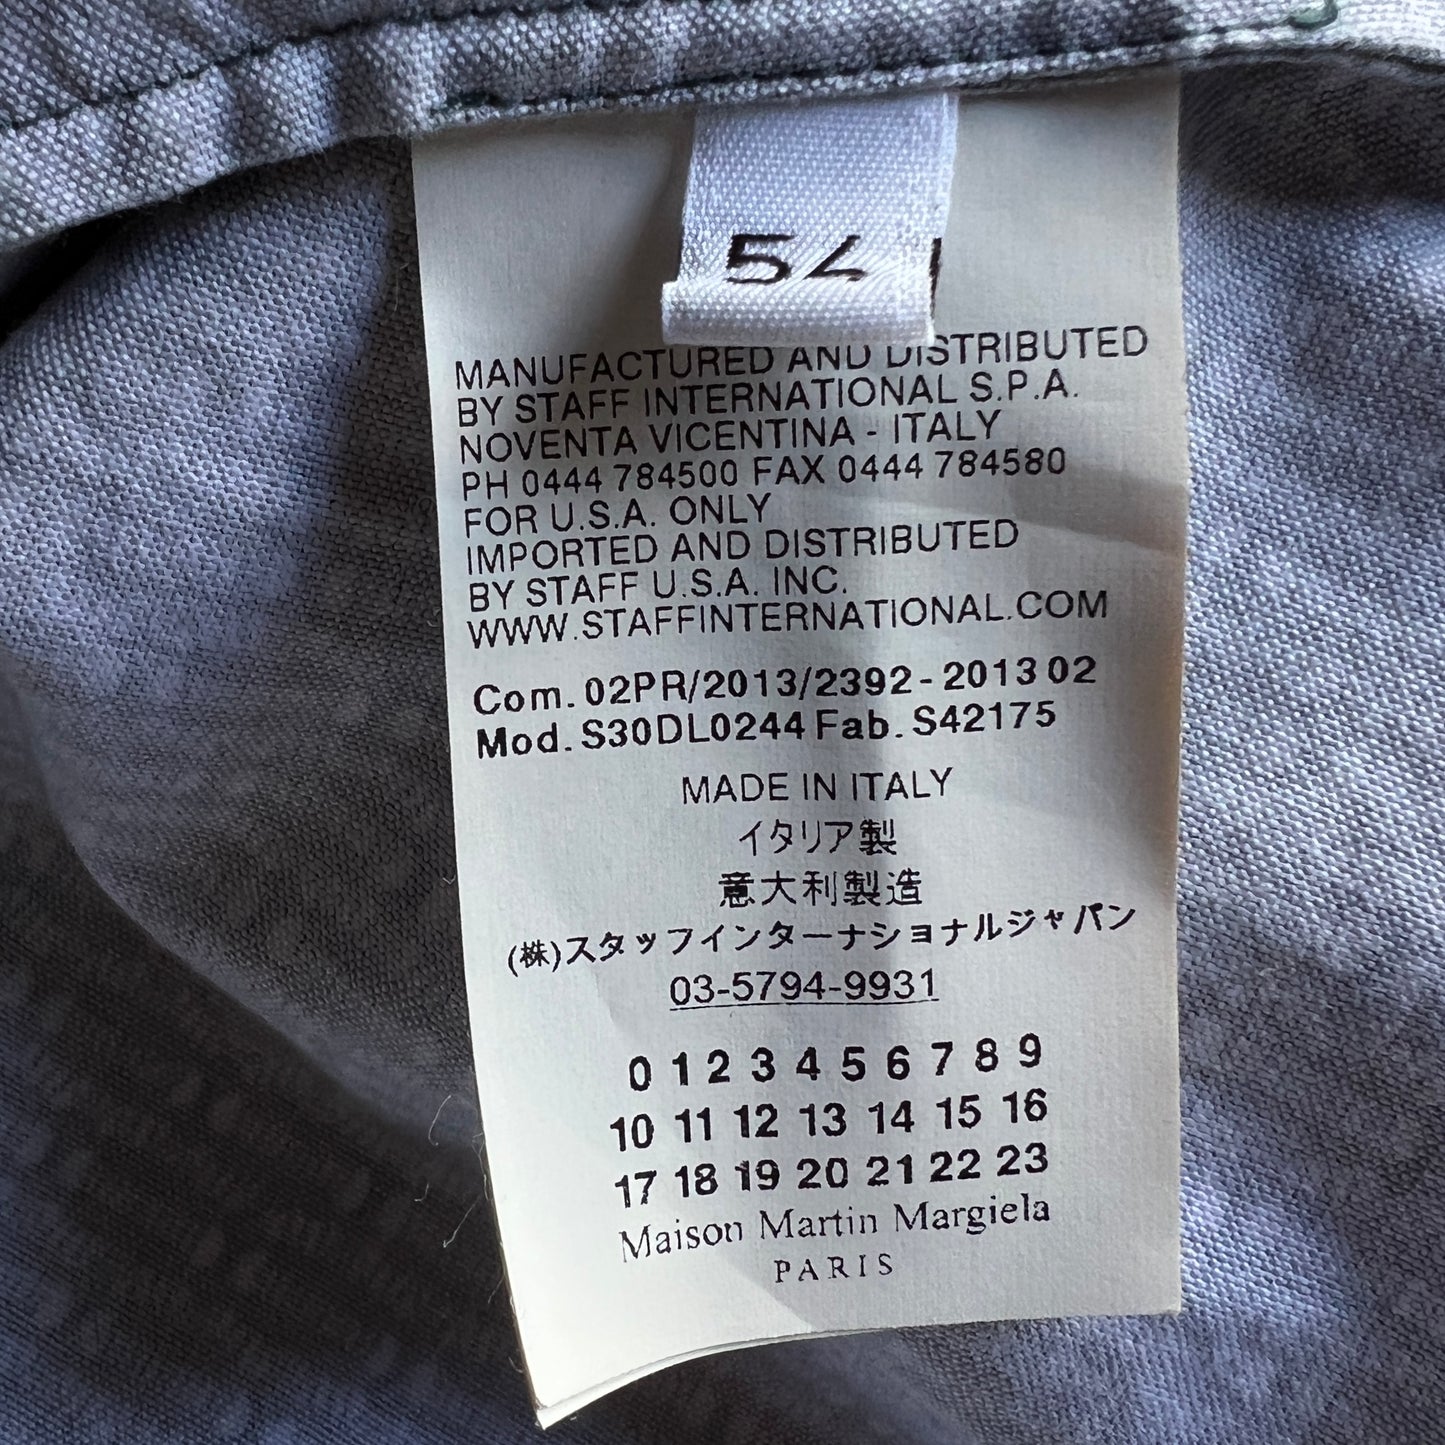 54
MANUFACTURED AND DISTRIBUTED
BY STAFF INTERNATIONAL S.P.A.
NOVENTA VICENTINA - ITALY
PH 0444 784500 FAX 0444 784580
FOR U.S.A. ONLY
IMPORTED AND DISTRIBUTED
BY STAFF U.S.A. INC.
WWW.STAFFINTERNATIONAL.COM
Com. 02PR/2013/2392 - 2013 02
Mod. S30DL0244 Fab. S42175
MADE IN ITALY
イタリア製
意大利製造
(株)スタッフインターナショナルジャパン
03-5794-9931
0 1 2 3 4 5 6 7 8 9
10 11 12 13 14 15 16
17 18 19 20 21 22 23
Maison Martin Margiela
PARIS